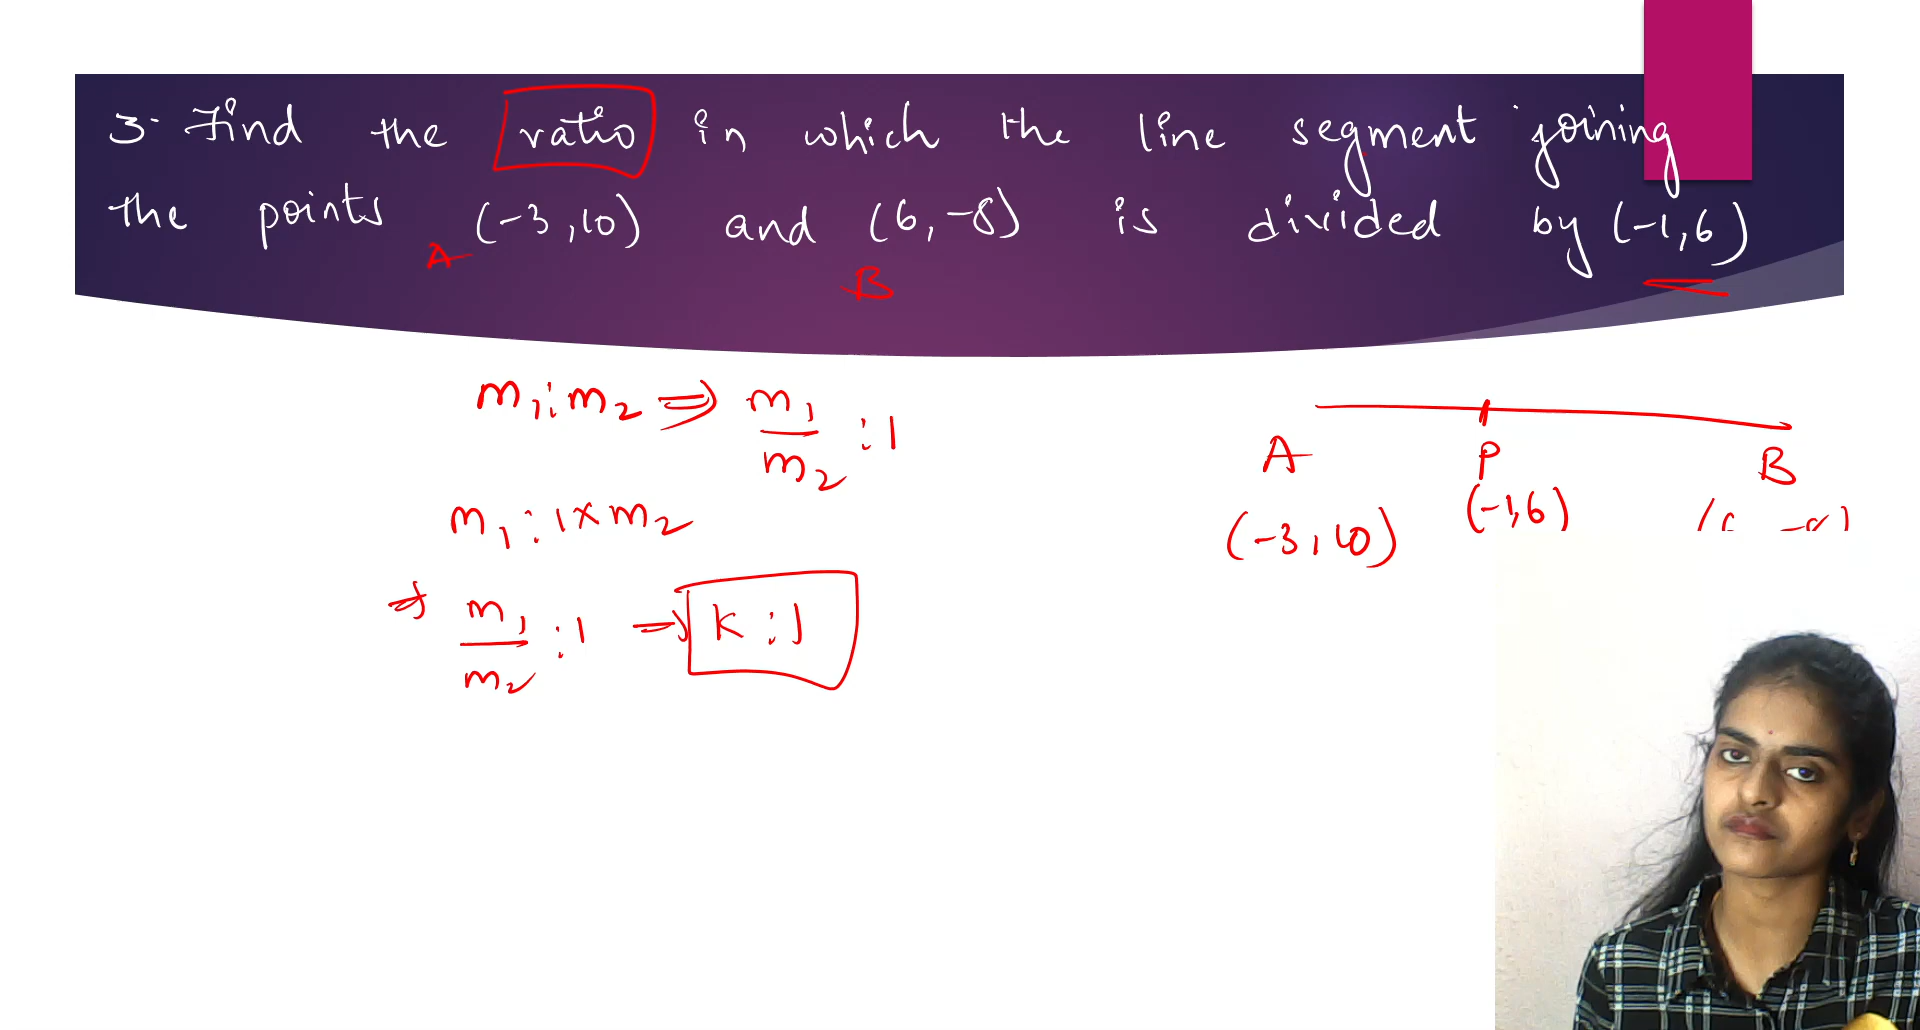 3. Find the ratio in which the line segment joining
the points (-3,10) and (6,-8) is divided by (-1,6)
A B
m₁:m₂ ⇒ m₁/m₂ :1
m₁:1×m₂
⇒ m₁/m₂ :1 ⇒ k:1
A P B
(-3,10) (-1,6)